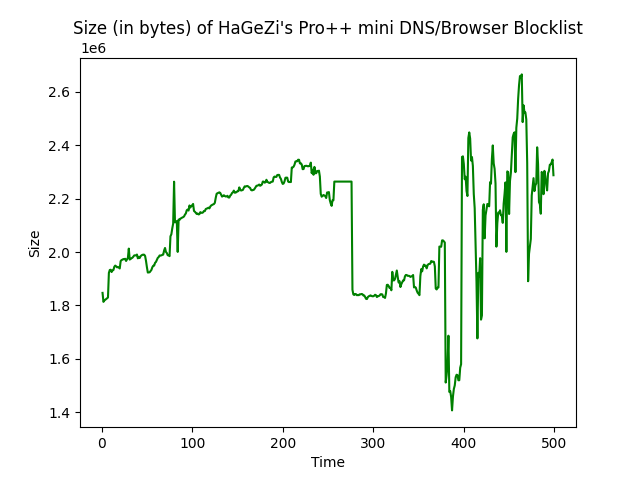 Size (in bytes) of HaGeZi's Pro++ mini DNS/Browser Blocklist
1e6
2.6
2.4
2.2
2.0
1.8
1.6
1.4
Size
0 100 200 300 400 500
Time